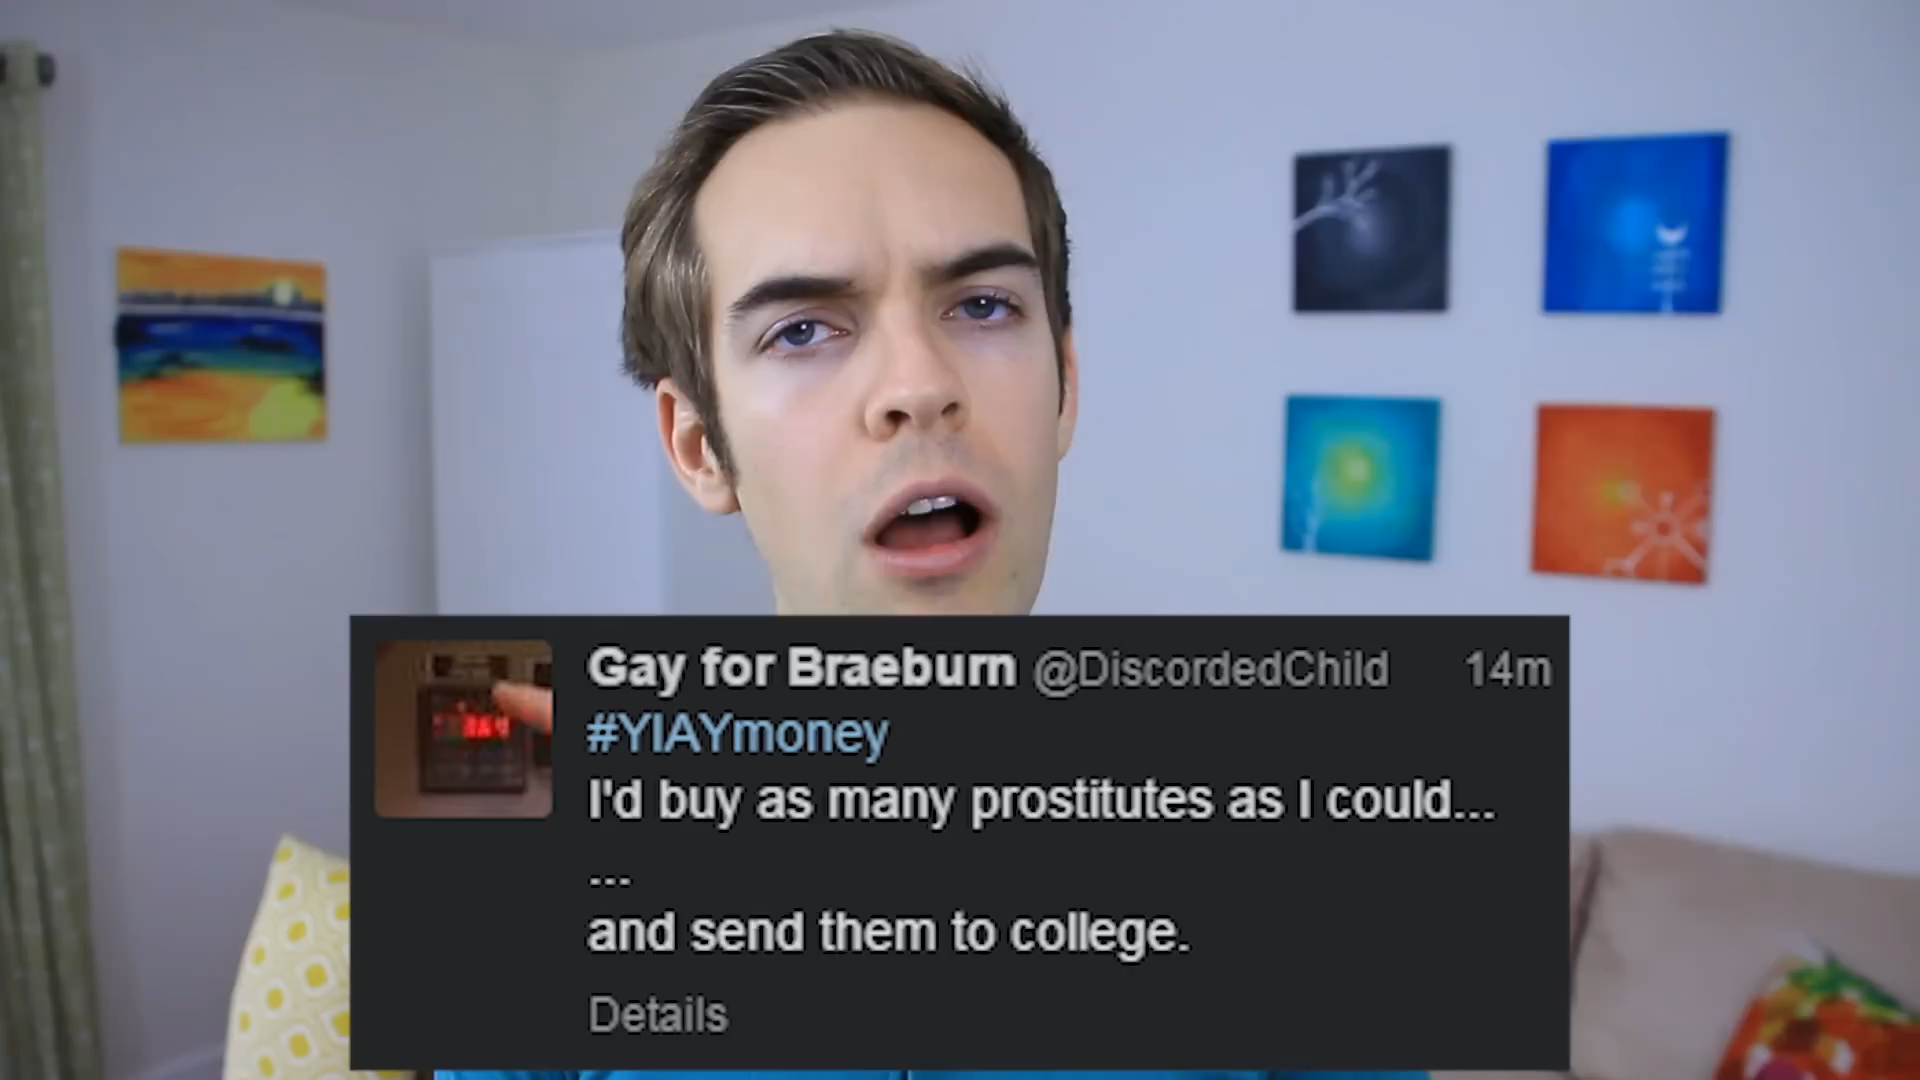 Gay for Braeburn @DiscordedChild 14m
#YIAYmoney
I'd buy as many prostitutes as I could...
...
and send them to college.
Details